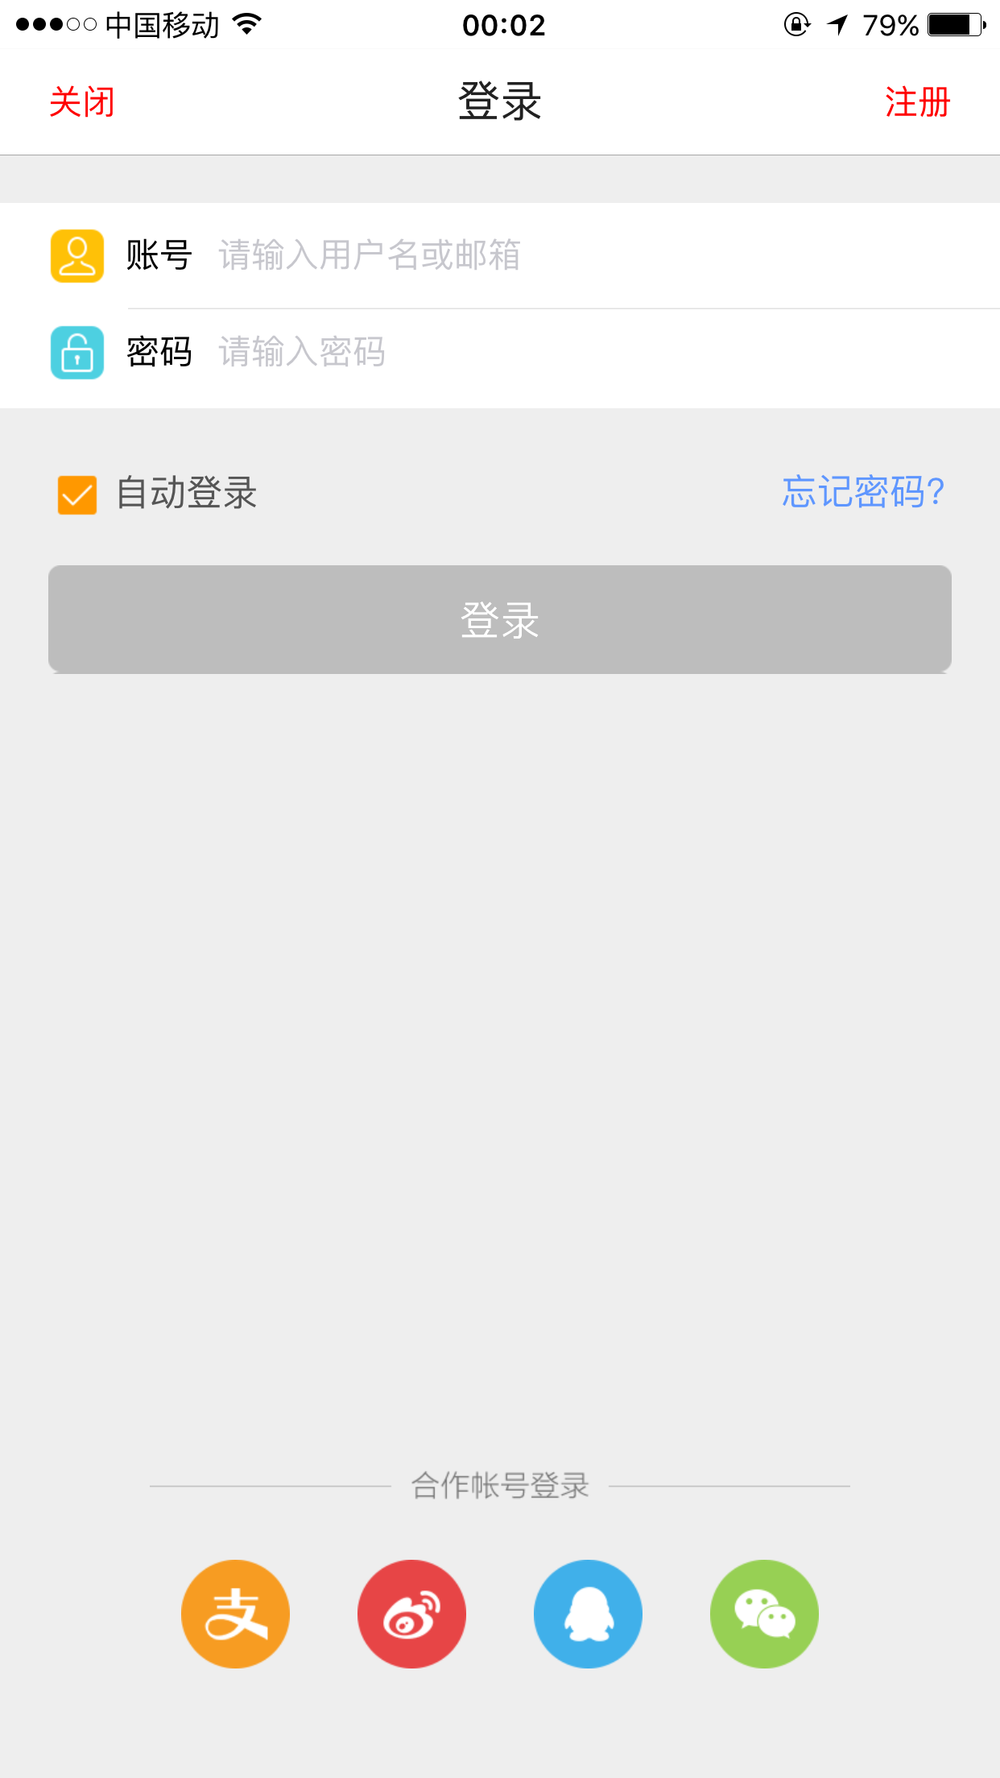 中国移动 00:02 79%
关闭 登录 注册
账号 请输入用户名或邮箱
密码 请输入密码
自动登录 忘记密码?
登录
合作帐号登录
支